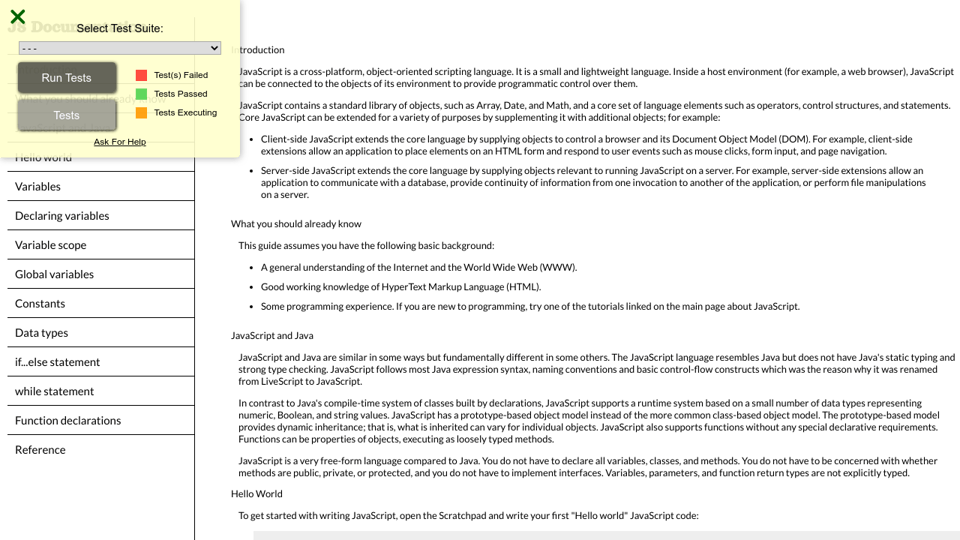 JS Documentation
Select Test Suite:
- - -
Run Tests
Test(s) Failed
Tests Passed
Tests
Tests Executing
Ask For Help
Hello world
Variables
Declaring variables
Variable scope
Global variables
Constants
Data types
if...else statement
while statement
Function declarations
Reference
Introduction
JavaScript is a cross-platform, object-oriented scripting language. It is a small and lightweight language. Inside a host environment (for example, a web browser), JavaScript
can be connected to the objects of its environment to provide programmatic control over them.
JavaScript contains a standard library of objects, such as Array, Date, and Math, and a core set of language elements such as operators, control structures, and statements.
Core JavaScript can be extended for a variety of purposes by supplementing it with additional objects; for example:
• Client-side JavaScript extends the core language by supplying objects to control a browser and its Document Object Model (DOM). For example, client-side
extensions allow an application to place elements on an HTML form and respond to user events such as mouse clicks, form input, and page navigation.
• Server-side JavaScript extends the core language by supplying objects relevant to running JavaScript on a server. For example, server-side extensions allow an
application to communicate with a database, provide continuity of information from one invocation to another of the application, or perform file manipulations
on a server.
What you should already know
This guide assumes you have the following basic background:
• A general understanding of the Internet and the World Wide Web (WWW).
• Good working knowledge of HyperText Markup Language (HTML).
• Some programming experience. If you are new to programming, try one of the tutorials linked on the main page about JavaScript.
JavaScript and Java
JavaScript and Java are similar in some ways but fundamentally different in some others. The JavaScript language resembles Java but does not have Java's static typing and
strong type checking. JavaScript follows most Java expression syntax, naming conventions and basic control-flow constructs which was the reason why it was renamed
from LiveScript to JavaScript.
In contrast to Java's compile-time system of classes built by declarations, JavaScript supports a runtime system based on a small number of data types representing
numeric, Boolean, and string values. JavaScript has a prototype-based object model instead of the more common class-based object model. The prototype-based model
provides dynamic inheritance; that is, what is inherited can vary for individual objects. JavaScript also supports functions without any special declarative requirements.
Functions can be properties of objects, executing as loosely typed methods.
JavaScript is a very free-form language compared to Java. You do not have to declare all variables, classes, and methods. You do not have to be concerned with whether
methods are public, private, or protected, and you do not have to implement interfaces. Variables, parameters, and function return types are not explicitly typed.
Hello World
To get started with writing JavaScript, open the Scratchpad and write your first "Hello world" JavaScript code: